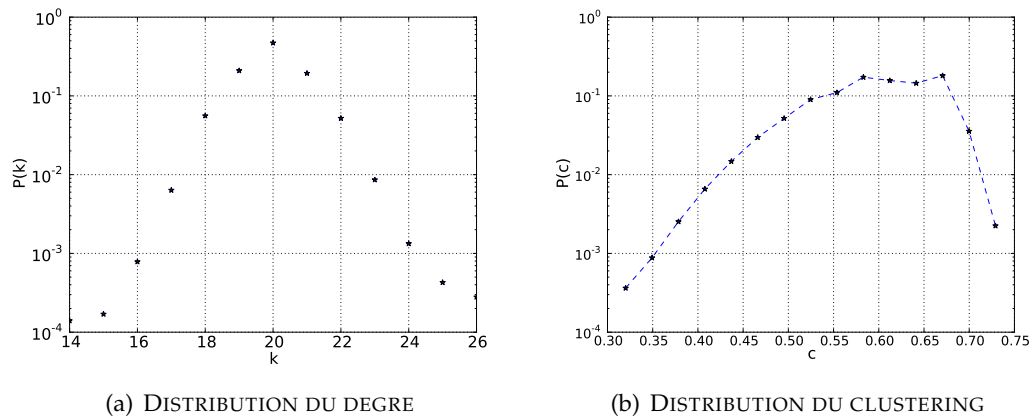 10^0
10^-1
10^-2
10^-3
10^-4
P(k)
14 16 18 20 22 24 26
k
10^0
10^-1
10^-2
10^-3
10^-4
P(c)
0.30 0.35 0.40 0.45 0.50 0.55 0.60 0.65 0.70 0.75
c
(a) DISTRIBUTION DU DEGRE
(b) DISTRIBUTION DU CLUSTERING